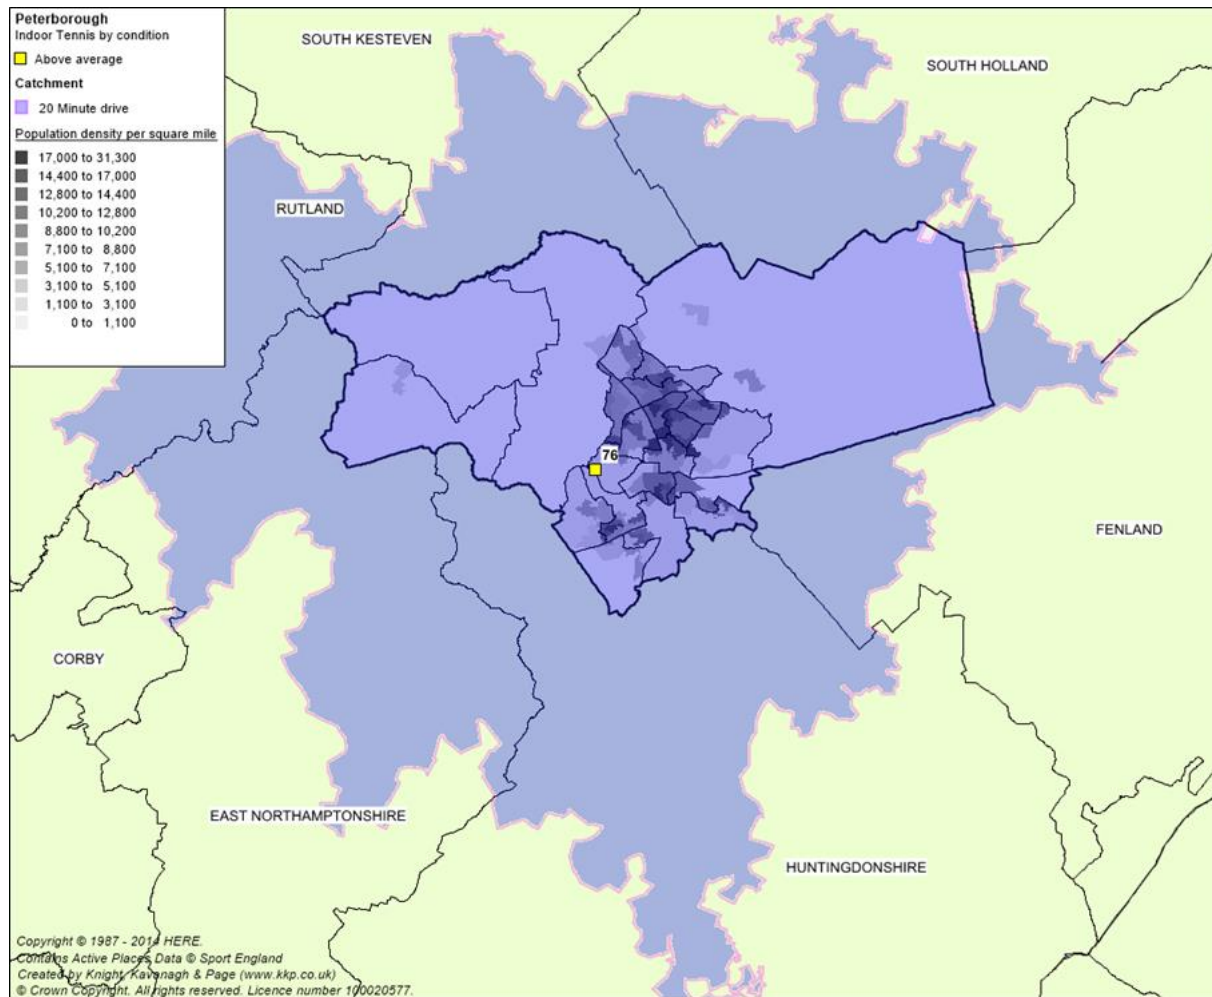 Peterborough
Indoor Tennis by condition
Above average
Catchment
20 Minute drive
Population density per square mile
17,000 to 31,300
14,400 to 17,000
12,800 to 14,400
10,200 to 12,800
8,800 to 10,200
7,100 to 8,800
5,100 to 7,100
3,100 to 5,100
1,100 to 3,100
0 to 1,100
SOUTH KESTEVEN
SOUTH HOLLAND
RUTLAND
76
FENLAND
CORBY
EAST NORTHAMPTONSHIRE
HUNTINGDONSHIRE
Copyright © 1987 - 2014 HERE.
Contains Active Places Data © Sport England
Created by Knight, Kavanagh & Page (www.kkp.co.uk)
© Crown Copyright. All rights reserved. Licence number 100020577.